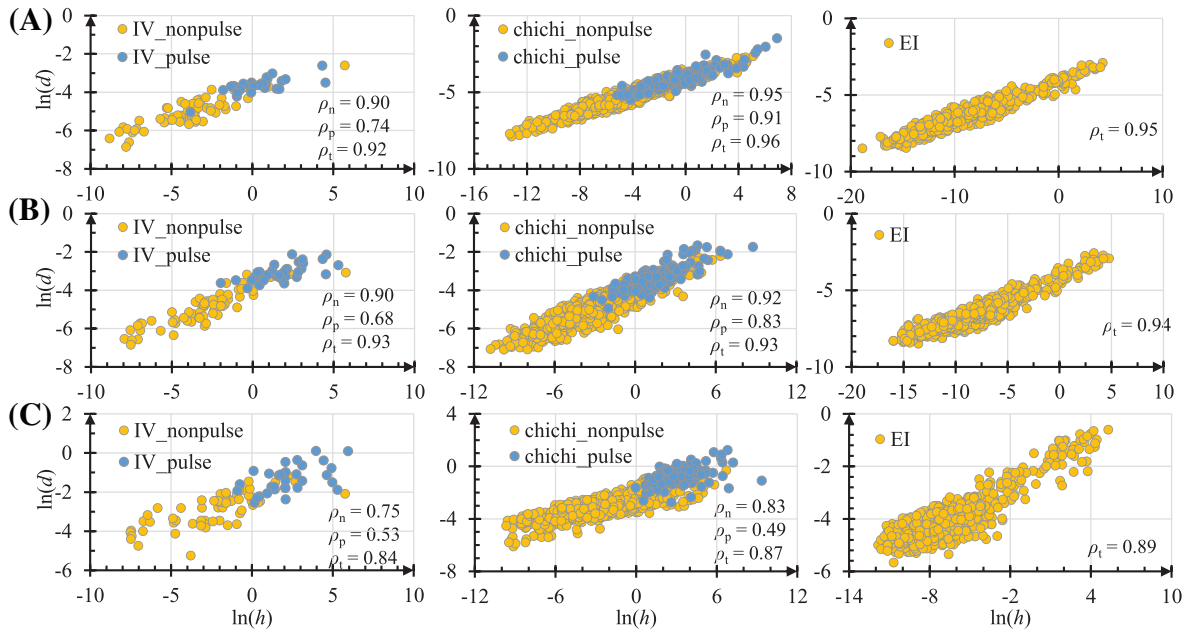 (A)
ln(d)
0
-2
-4
-6
-8
IV_nonpulse
IV_pulse
ρn = 0.90
ρp = 0.74
ρt = 0.92
-10 -5 0 5 10
0
-5
-10
chichi_nonpulse
chichi_pulse
ρn = 0.95
ρp = 0.91
ρt = 0.96
-16 -12 -8 -4 0 4 8
0
-5
-10
EI
ρt = 0.95
-20 -10 0 10
(B)
ln(d)
0
-2
-4
-6
-8
IV_nonpulse
IV_pulse
ρn = 0.90
ρp = 0.68
ρt = 0.93
-10 -5 0 5 10
0
-2
-4
-6
-8
chichi_nonpulse
chichi_pulse
ρn = 0.92
ρp = 0.83
ρt = 0.93
-12 -6 0 6 12
0
-5
-10
EI
ρt = 0.94
-20 -15 -10 -5 0 5 10
(C)
ln(d)
2
0
-2
-4
-6
IV_nonpulse
IV_pulse
ρn = 0.75
ρp = 0.53
ρt = 0.84
-10 -5 0 5 10
ln(h)
4
0
-4
-8
chichi_nonpulse
chichi_pulse
ρn = 0.83
ρp = 0.49
ρt = 0.87
-12 -6 0 6 12
ln(h)
0
-2
-4
-6
EI
ρt = 0.89
-14 -8 -2 4 10
ln(h)